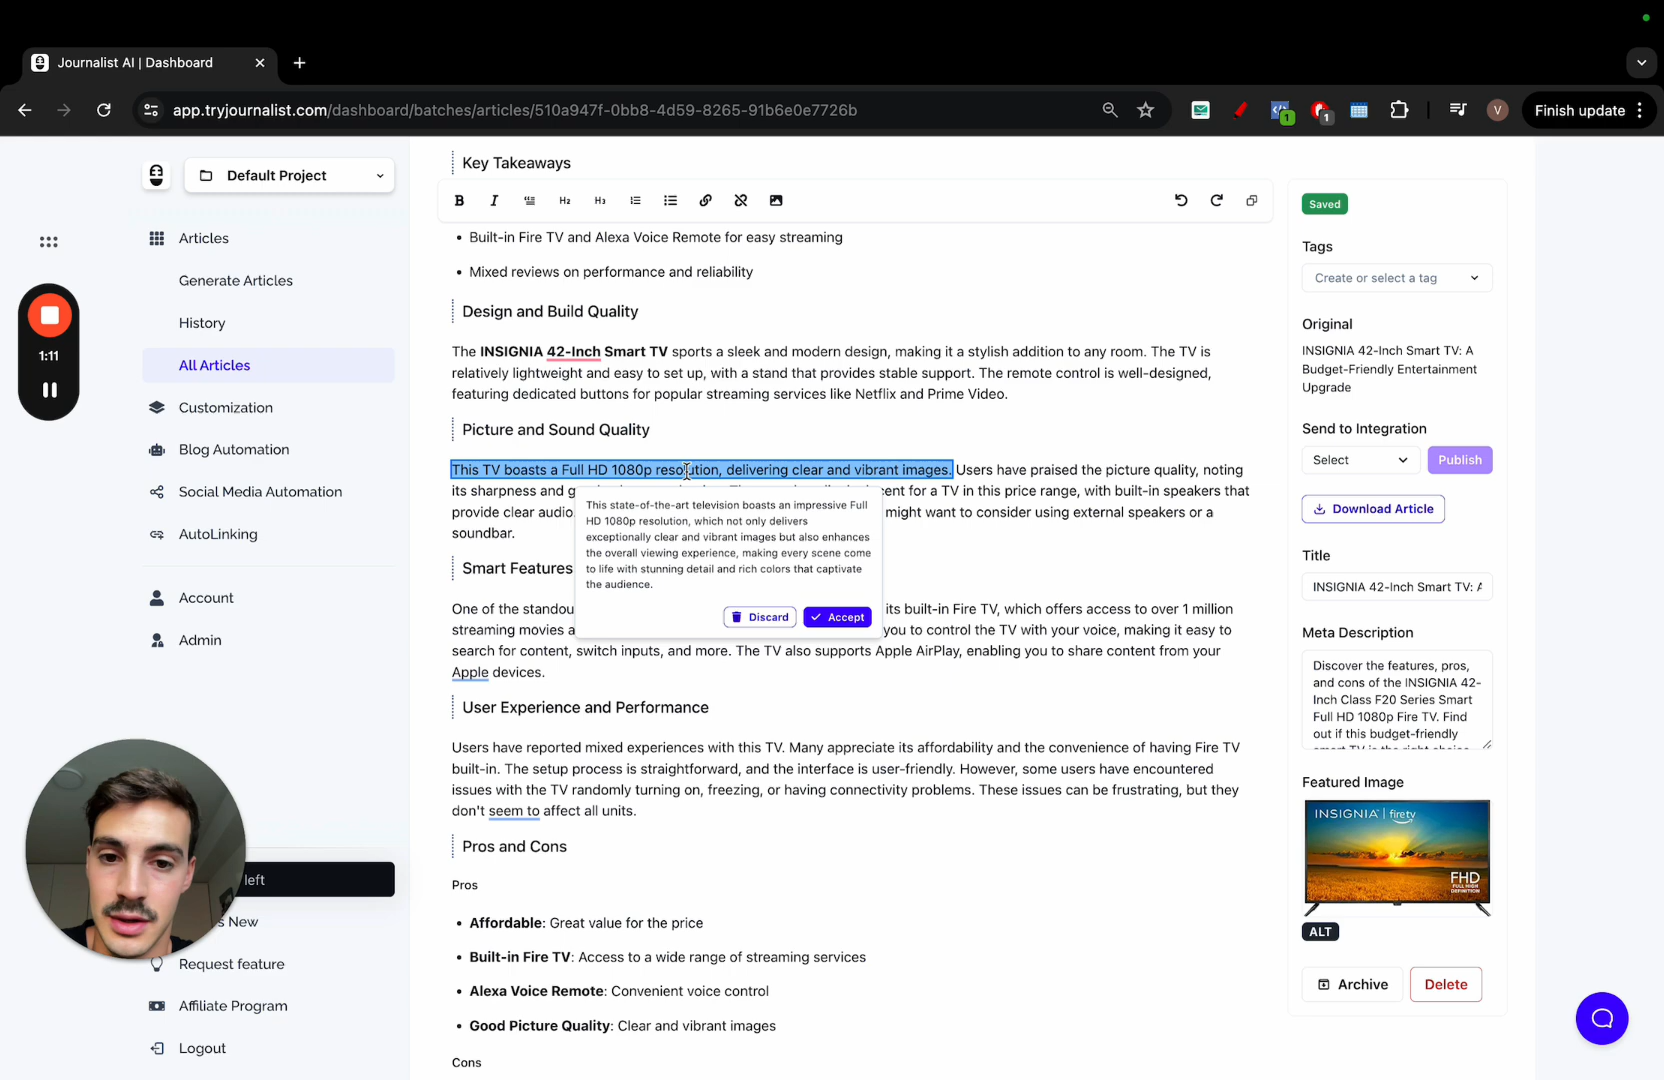 Journalist AI | Dashboard
app.tryjournalist.com/dashboard/batches/articles/510a947f-0bb8-4d59-8265-91b6e0e7726b
1
1
V
Finish update
Default Project
1:11
Articles
Generate Articles
History
All Articles
Customization
Blog Automation
Social Media Automation
AutoLinking
Account
Admin
left
New
Request feature
Affiliate Program
Logout
Key Takeaways
B I H2 H3
Built-in Fire TV and Alexa Voice Remote for easy streaming
Mixed reviews on performance and reliability
Design and Build Quality
The INSIGNIA 42-Inch Smart TV sports a sleek and modern design, making it a stylish addition to any room. The TV is
relatively lightweight and easy to set up, with a stand that provides stable support. The remote control is well-designed,
featuring dedicated buttons for popular streaming services like Netflix and Prime Video.
Picture and Sound Quality
This TV boasts a Full HD 1080p resolution, delivering clear and vibrant images. Users have praised the picture quality, noting
its sharpness and cent for a TV in this price range, with built-in speakers that
provide clear audio. might want to consider using external speakers or a
soundbar.
This state-of-the-art television boasts an impressive Full
HD 1080p resolution, which not only delivers
exceptionally clear and vibrant images but also enhances
the overall viewing experience, making every scene come
to life with stunning detail and rich colors that captivate
the audience.
Discard
Accept
Smart Features
One of the standou its built-in Fire TV, which offers access to over 1 million
streaming movies a you to control the TV with your voice, making it easy to
search for content, switch inputs, and more. The TV also supports Apple AirPlay, enabling you to share content from your
Apple devices.
User Experience and Performance
Users have reported mixed experiences with this TV. Many appreciate its affordability and the convenience of having Fire TV
built-in. The setup process is straightforward, and the interface is user-friendly. However, some users have encountered
issues with the TV randomly turning on, freezing, or having connectivity problems. These issues can be frustrating, but they
don't seem to affect all units.
Pros and Cons
Pros
Affordable: Great value for the price
Built-in Fire TV: Access to a wide range of streaming services
Alexa Voice Remote: Convenient voice control
Good Picture Quality: Clear and vibrant images
Cons
Saved
Tags
Create or select a tag
Original
INSIGNIA 42-Inch Smart TV: A
Budget-Friendly Entertainment
Upgrade
Send to Integration
Select
Publish
Download Article
Title
INSIGNIA 42-Inch Smart TV: A
Meta Description
Discover the features, pros,
and cons of the INSIGNIA 42-
Inch Class F20 Series Smart
Full HD 1080p Fire TV. Find
out if this budget-friendly
smart TV is the right choice
Featured Image
INSIGNIA | firetv
FHD
FULL HIGH
DEFINITION
ALT
Archive
Delete